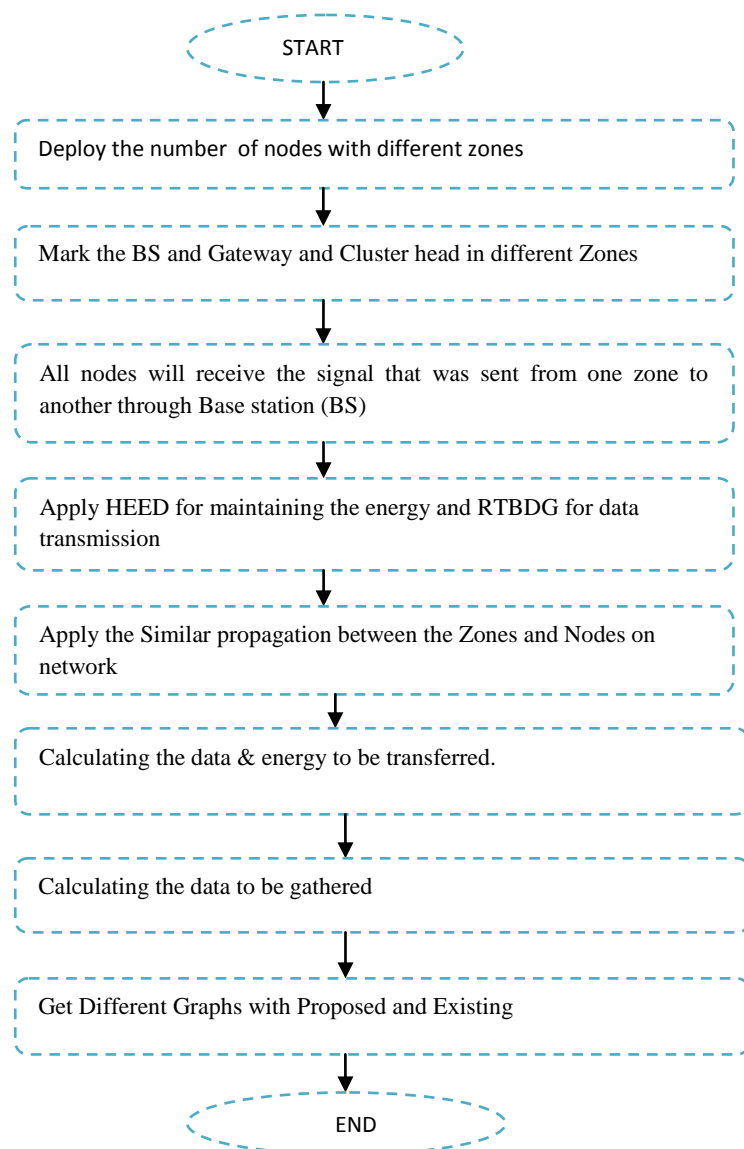 START
Deploy the number of nodes with different zones
Mark the BS and Gateway and Cluster head in different Zones
All nodes will receive the signal that was sent from one zone to
another through Base station (BS)
Apply HEED for maintaining the energy and RTBDG for data
transmission
Apply the Similar propagation between the Zones and Nodes on
network
Calculating the data & energy to be transferred.
Calculating the data to be gathered
Get Different Graphs with Proposed and Existing
END